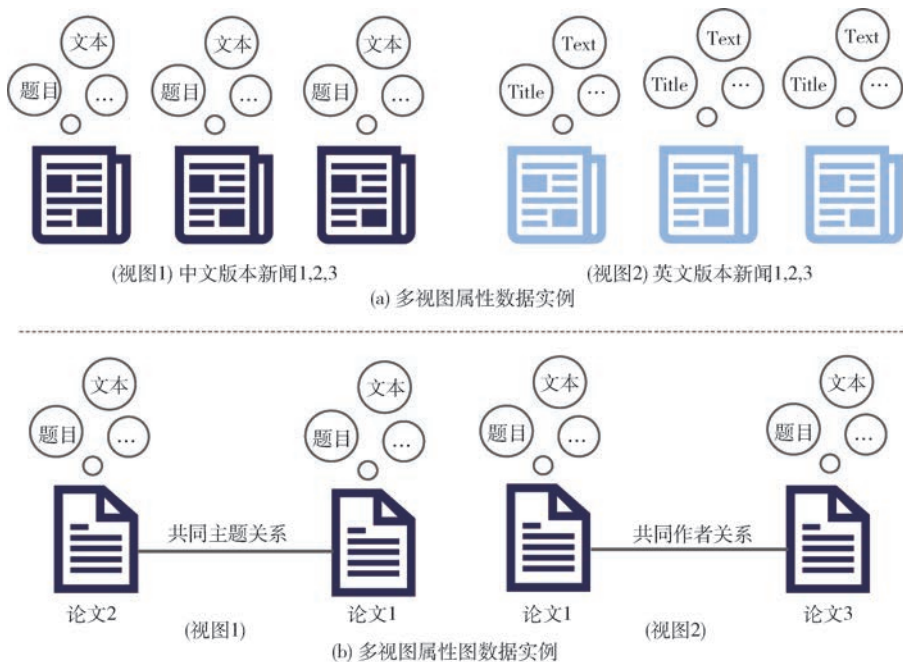 文本 文本 文本 Text Text Text
题目 … 题目 … 题目 … Title … Title … Title …
(视图1) 中文版本新闻1,2,3 (视图2) 英文版本新闻1,2,3
(a) 多视图属性数据实例
文本 文本 文本 文本
题目 … 题目 … 题目 … 题目 …
共同主题关系 共同作者关系
论文2 论文1 论文1 论文3
(视图1) (视图2)
(b) 多视图属性图数据实例